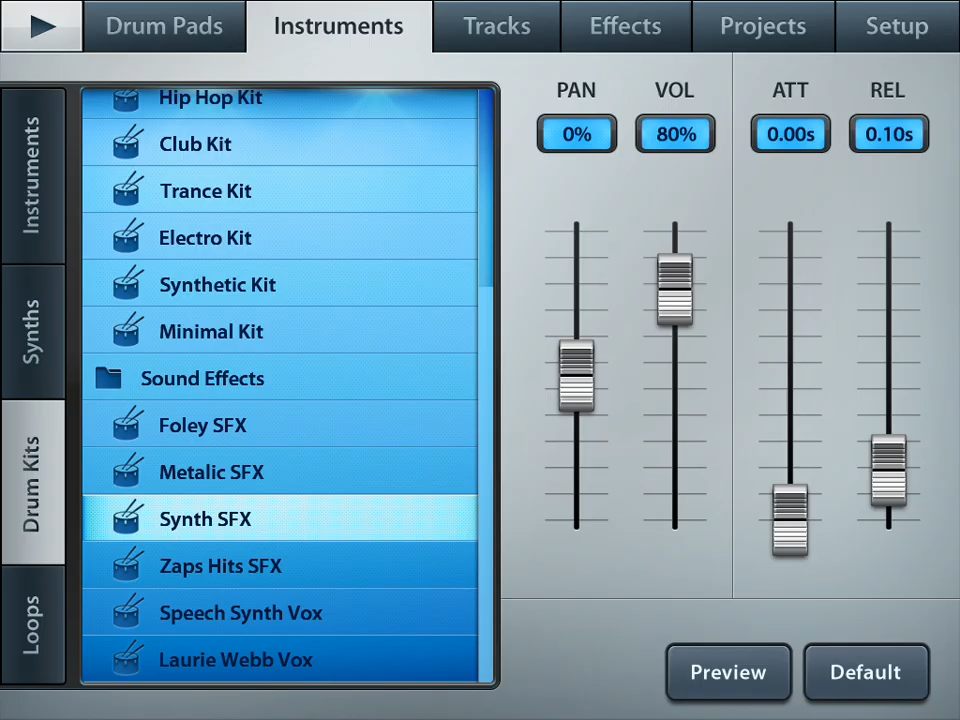 Drum Pads
Instruments
Tracks
Effects
Projects
Setup
Instruments
Synths
Drum Kits
Loops
Hip Hop Kit
Club Kit
Trance Kit
Electro Kit
Synthetic Kit
Minimal Kit
Sound Effects
Foley SFX
Metalic SFX
Synth SFX
Zaps Hits SFX
Speech Synth Vox
Laurie Webb Vox
PAN
VOL
ATT
REL
0%
80%
0.00s
0.10s
Preview
Default